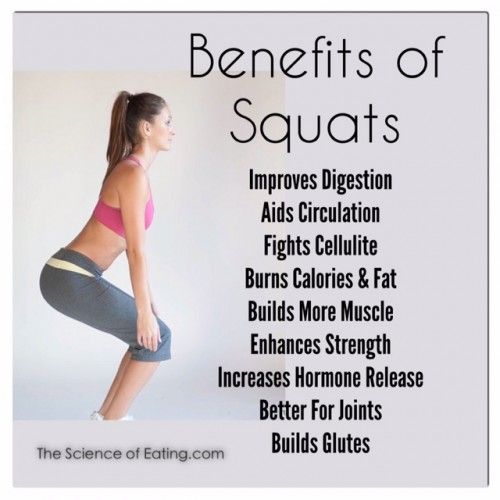 Benefits of
Squats
Improves Digestion
Aids Circulation
Fights Cellulite
Burns Calories & Fat
Builds More Muscle
Enhances Strength
Increases Hormone Release
Better For Joints
Builds Glutes
The Science of Eating.com